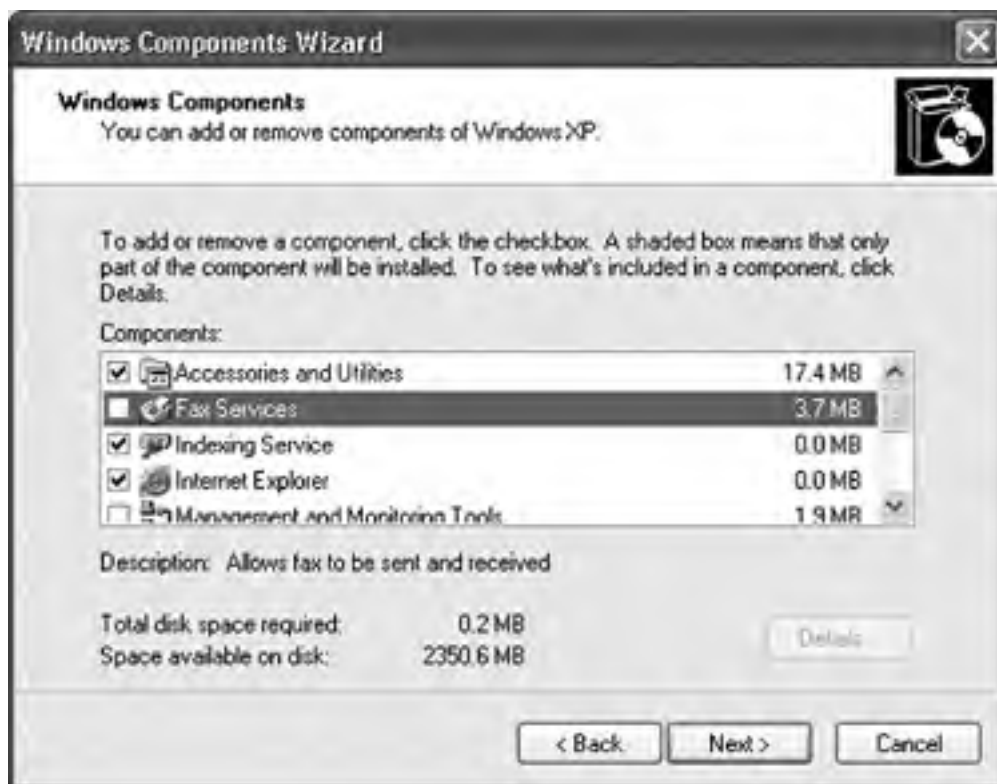 Windows Components Wizard
Windows Components
You can add or remove components of Windows XP.
To add or remove a component, click the checkbox. A shaded box means that only
part of the component will be installed. To see what's included in a component, click
Details.
Components:
Accessories and Utilities 17.4 MB
Fax Services 3.7 MB
Indexing Service 0.0 MB
Internet Explorer 0.0 MB
Management and Monitoring Tools 1.9 MB
Description: Allows fax to be sent and received
Total disk space required: 0.2 MB
Space available on disk: 2350.6 MB
Details...
< Back Next > Cancel